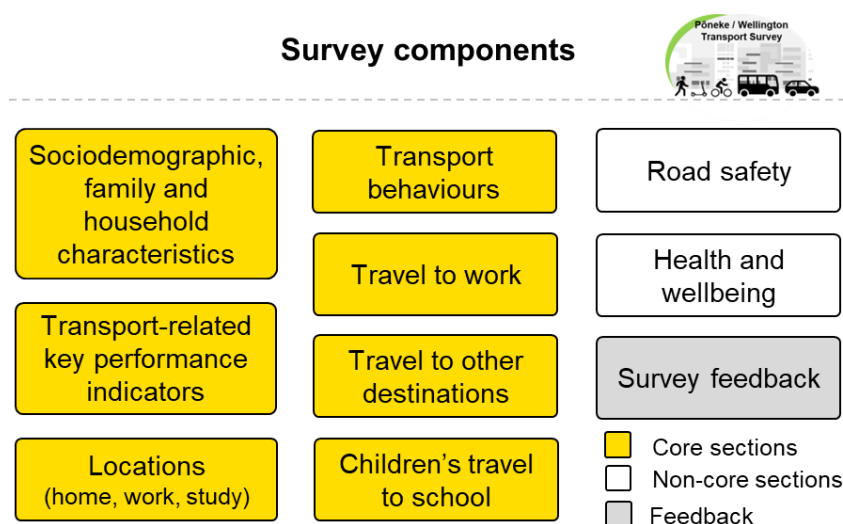 Survey components
Pōneke / Wellington
Transport Survey
Sociodemographic,
family and
household
characteristics
Transport-related
key performance
indicators
Locations
(home, work, study)
Transport
behaviours
Travel to work
Travel to other
destinations
Children's travel
to school
Road safety
Health and
wellbeing
Survey feedback
Core sections
Non-core sections
Feedback